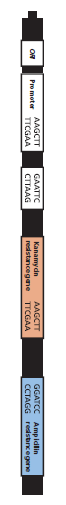 ORI
Promoter
AAGCTT
TTCGAA
GAATTC
CTTAAG
Kanamycin
resistance gene
AAGCTT
TTCGAA
GGATCC
CCTAGG
Ampicillin
resistance gene